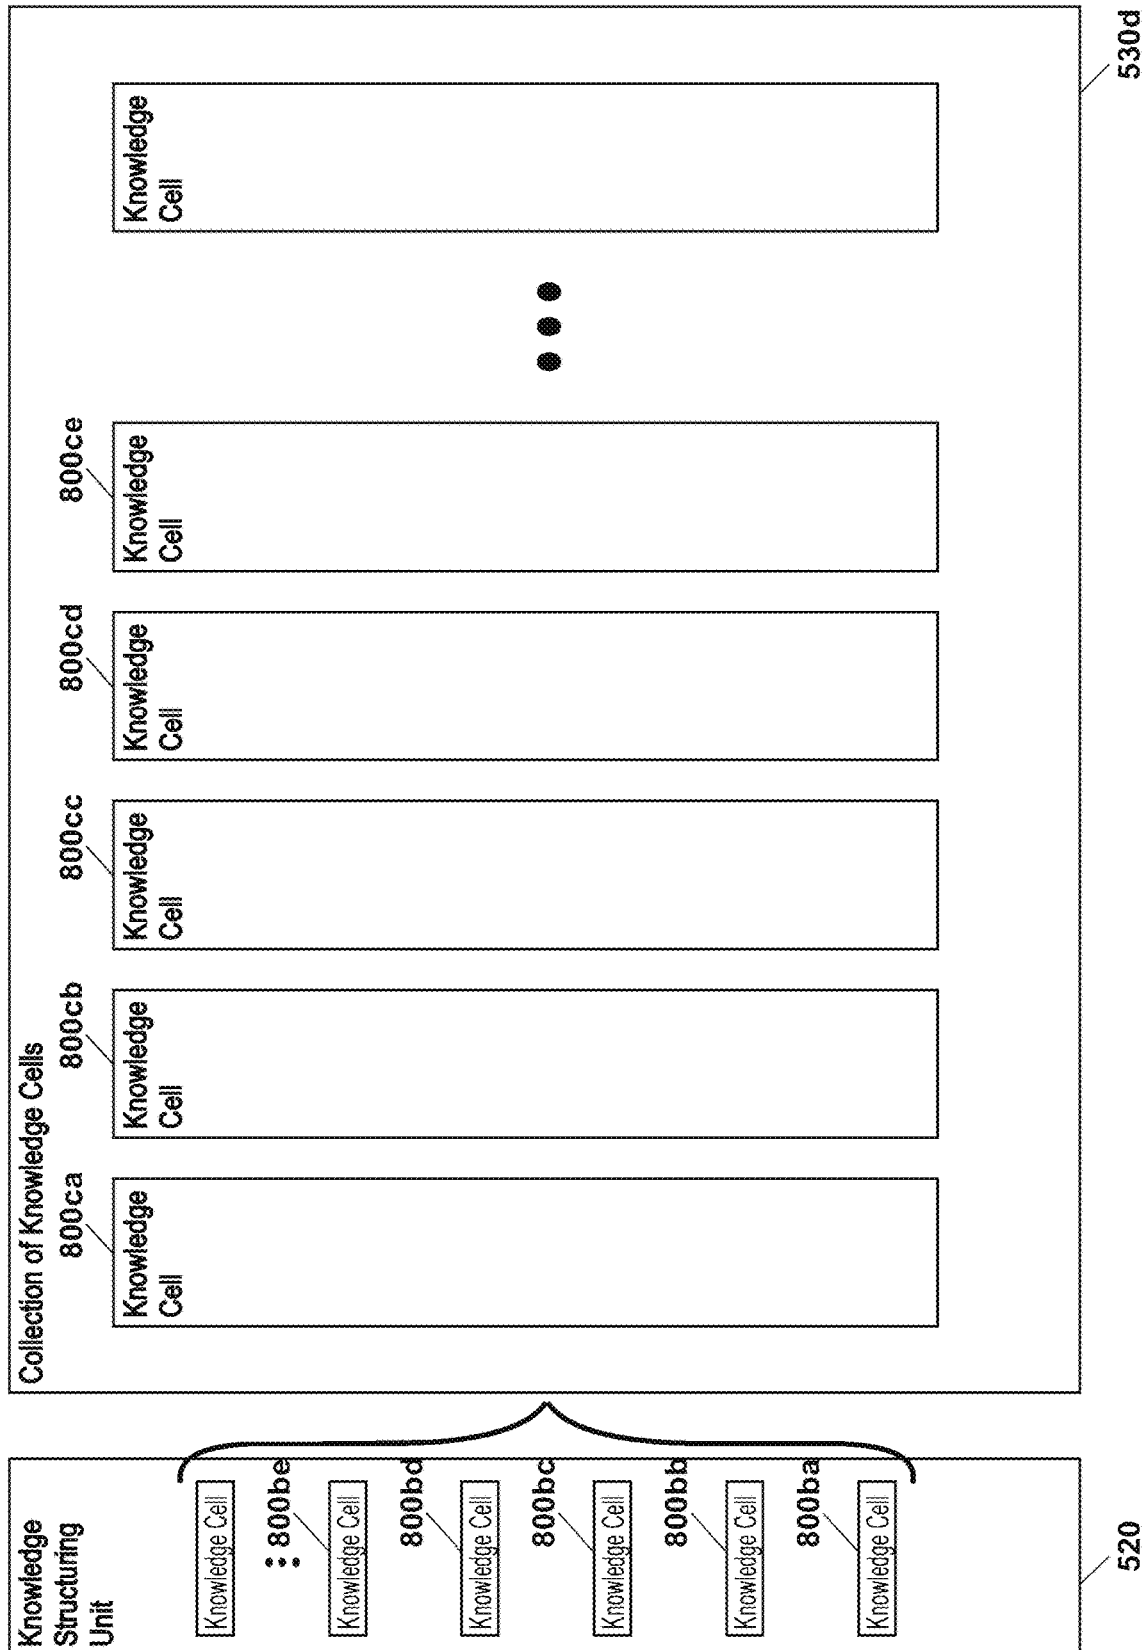 Knowledge
Structuring
Unit
Knowledge Cell
800be
Knowledge Cell
800bd
Knowledge Cell
800bc
Knowledge Cell
800bb
Knowledge Cell
800ba
Knowledge Cell
520
Collection of Knowledge Cells
800ca
Knowledge
Cell
800cb
Knowledge
Cell
800cc
Knowledge
Cell
800cd
Knowledge
Cell
800ce
Knowledge
Cell
Knowledge
Cell
530d